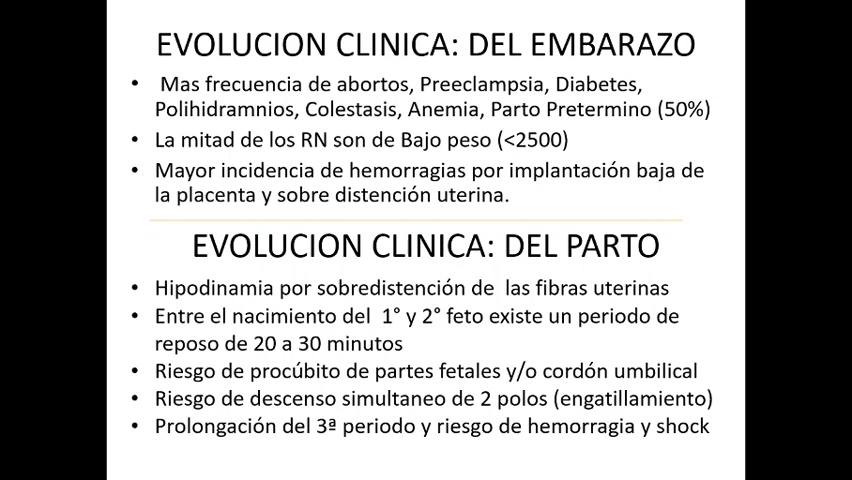 EVOLUCION CLINICA: DEL EMBARAZO
• Mas frecuencia de abortos, Preeclampsia, Diabetes,
Polihidramnios, Colestasis, Anemia, Parto Pretermino (50%)
• La mitad de los RN son de Bajo peso (<2500)
• Mayor incidencia de hemorragias por implantación baja de
la placenta y sobre distención uterina.
EVOLUCION CLINICA: DEL PARTO
• Hipodinamia por sobredistención de las fibras uterinas
• Entre el nacimiento del 1° y 2° feto existe un periodo de
reposo de 20 a 30 minutos
• Riesgo de procúbito de partes fetales y/o cordón umbilical
• Riesgo de descenso simultaneo de 2 polos (engatillamiento)
• Prolongación del 3ª periodo y riesgo de hemorragia y shock